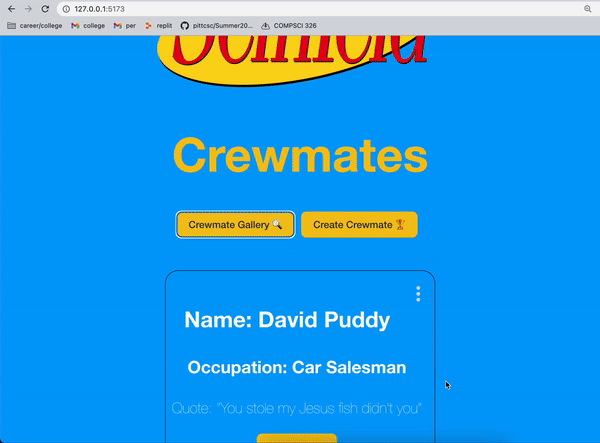 127.0.0.1:5173
career/college college per replit pittcsc/Summer20... COMPSCI 326
Seinfeld
Crewmates
Crewmate Gallery 🔍 Create Crewmate 🏆
Name: David Puddy
Occupation: Car Salesman
Quote: "You stole my Jesus fish didn't you"